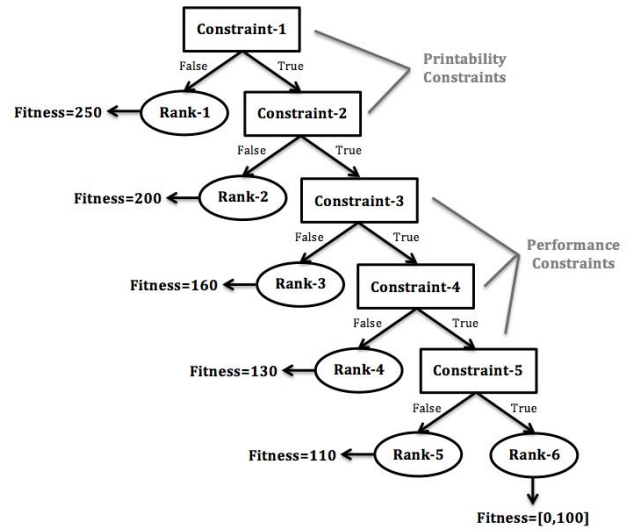 Constraint-1
Printability
Constraints
False
True
Fitness=250
Rank-1
Constraint-2
False
True
Fitness=200
Rank-2
Constraint-3
False
True
Performance
Constraints
Fitness=160
Rank-3
Constraint-4
False
True
Fitness=130
Rank-4
Constraint-5
False
True
Fitness=110
Rank-5
Rank-6
Fitness=[0,100]